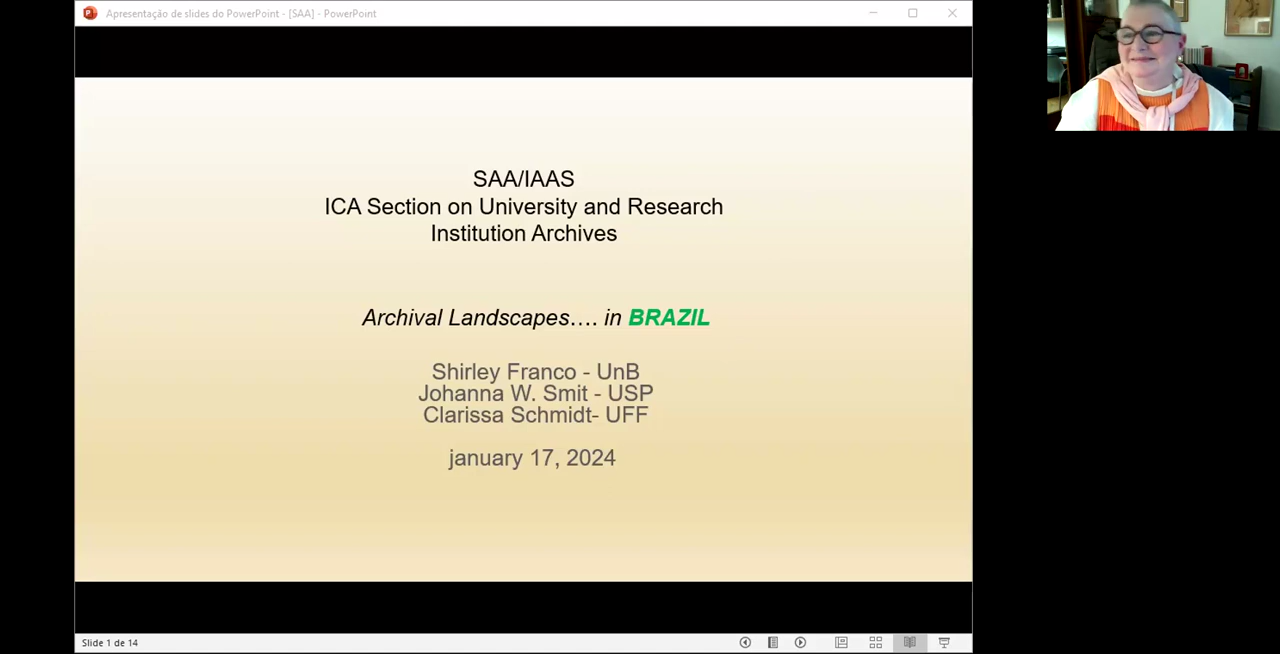 Apresentação de slides do PowerPoint - [SAA] - PowerPoint
SAA/IAAS
ICA Section on University and Research
Institution Archives
Archival Landscapes…. in BRAZIL
Shirley Franco - UnB
Johanna W. Smit - USP
Clarissa Schmidt- UFF
january 17, 2024
Slide 1 de 14